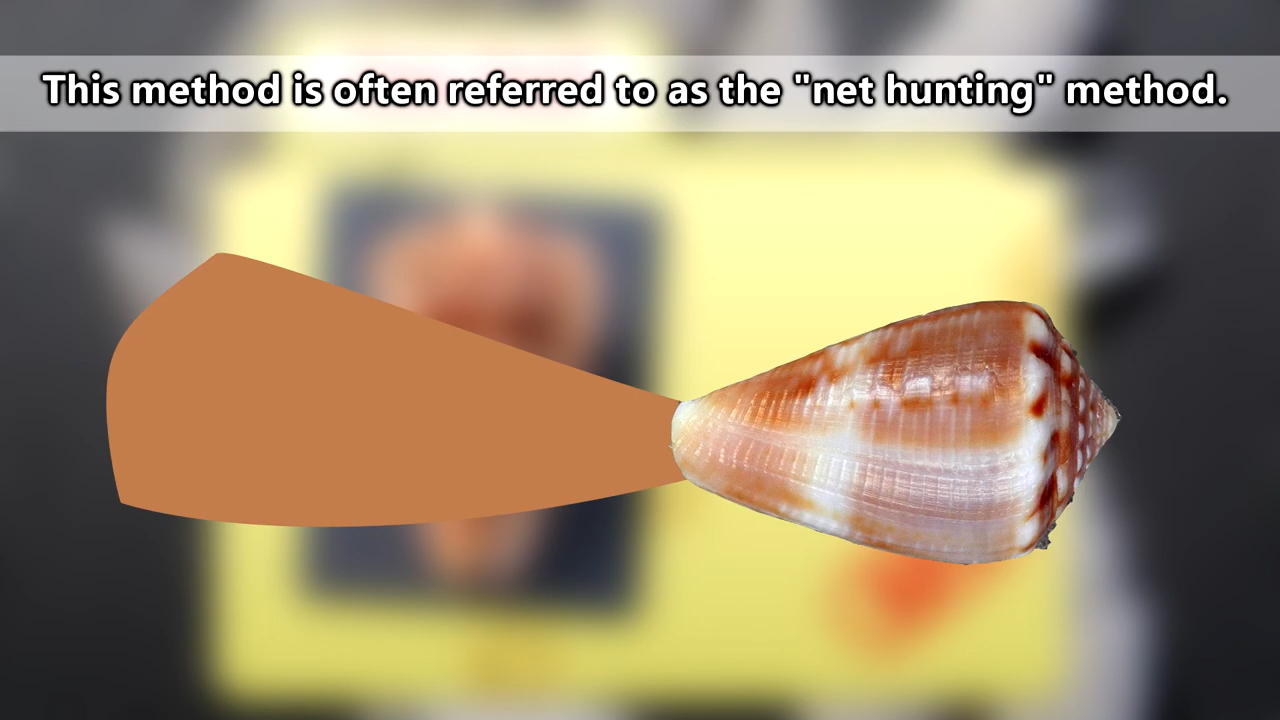 This method is often referred to as the "net hunting" method.